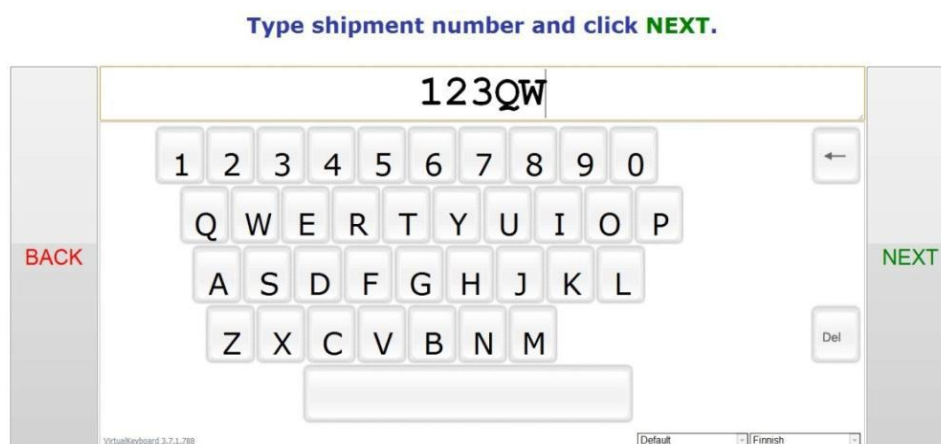 Type shipment number and click NEXT.
123QW
1 2 3 4 5 6 7 8 9 0 ←
Q W E R T Y U I O P
BACK
NEXT
A S D F G H J K L
Z X C V B N M Del
VirtualKeyboard 3.7.1.788
Default Finnish